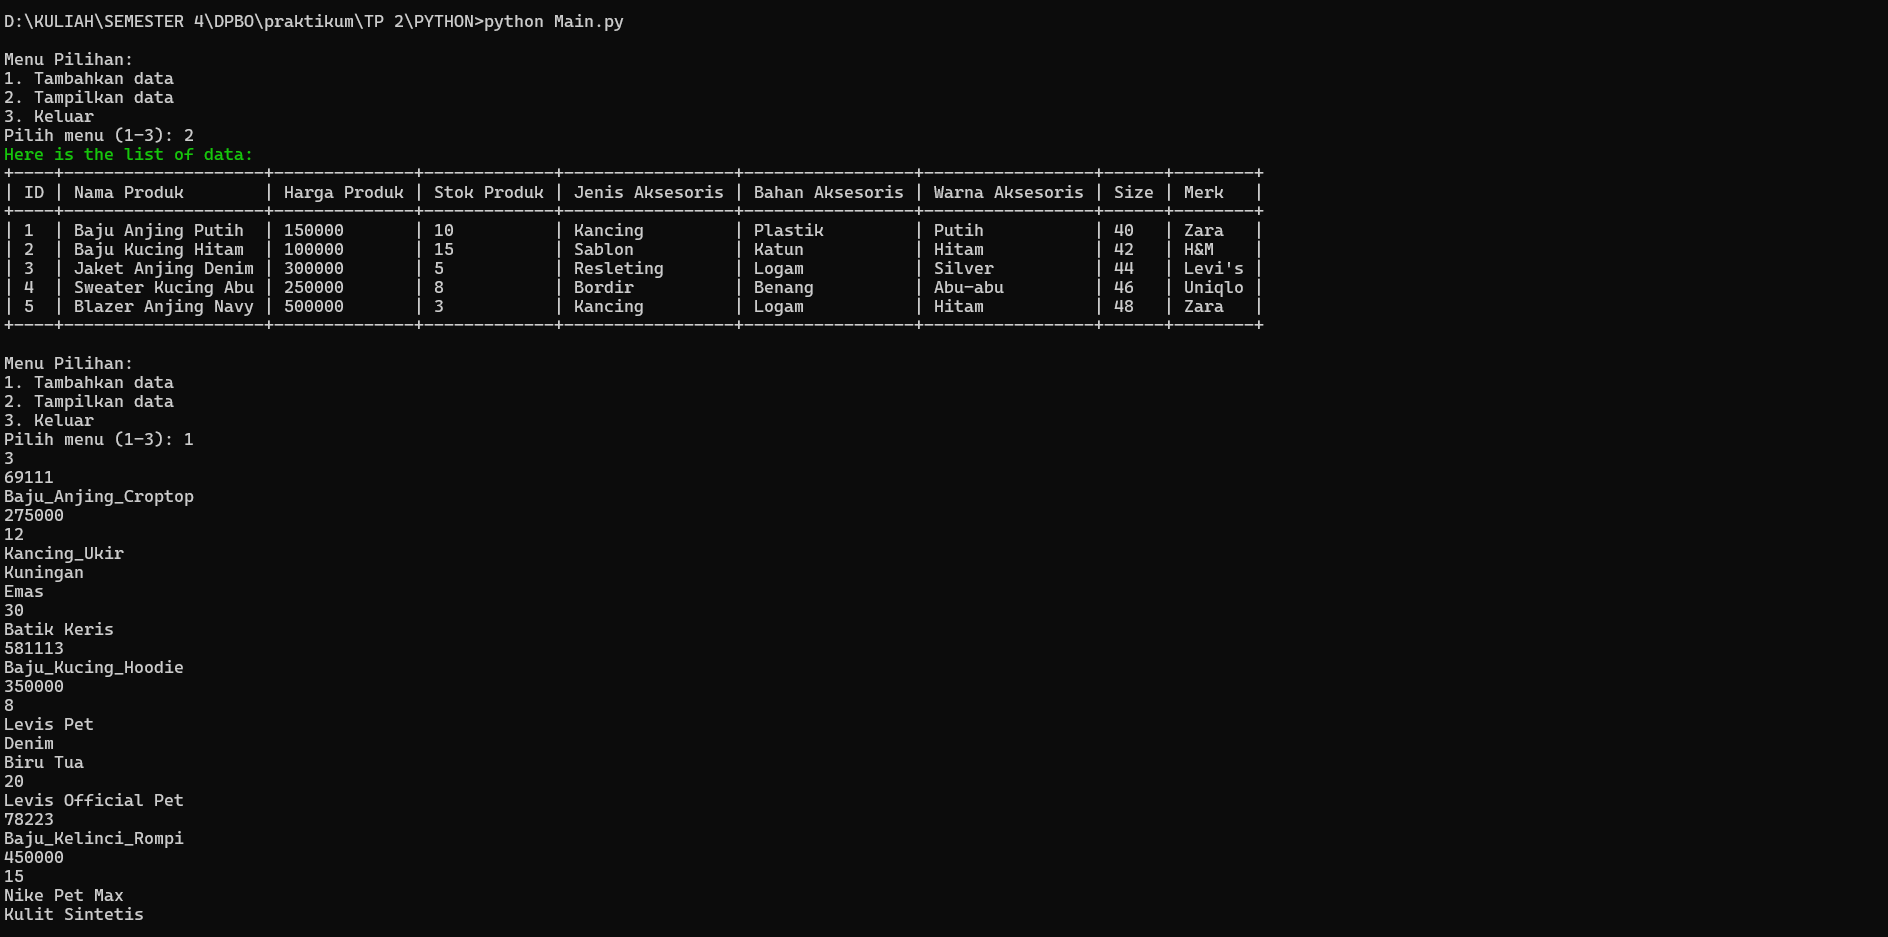 D:\KULIAH\SEMESTER 4\DPBO\praktikum\TP 2\PYTHON>python Main.py

Menu Pilihan:
1. Tambahkan data
2. Tampilkan data
3. Keluar
Pilih menu (1-3): 2
Here is the list of data:
+----+--------------------+--------------+-------------+-----------------+-----------------+-----------------+------+--------+
| ID | Nama Produk        | Harga Produk | Stok Produk | Jenis Aksesoris | Bahan Aksesoris | Warna Aksesoris | Size | Merk   |
+----+--------------------+--------------+-------------+-----------------+-----------------+-----------------+------+--------+
| 1  | Baju Anjing Putih  | 150000       | 10          | Kancing         | Plastik         | Putih           | 40   | Zara   |
| 2  | Baju Kucing Hitam  | 100000       | 15          | Sablon          | Katun           | Hitam           | 42   | H&M    |
| 3  | Jaket Anjing Denim | 300000       | 5           | Resleting       | Logam           | Silver          | 44   | Levi's |
| 4  | Sweater Kucing Abu | 250000       | 8           | Bordir          | Benang          | Abu-abu         | 46   | Uniqlo |
| 5  | Blazer Anjing Navy | 500000       | 3           | Kancing         | Logam           | Hitam           | 48   | Zara   |
+----+--------------------+--------------+-------------+-----------------+-----------------+-----------------+------+--------+

Menu Pilihan:
1. Tambahkan data
2. Tampilkan data
3. Keluar
Pilih menu (1-3): 1
3
69111
Baju_Anjing_Croptop
275000
12
Kancing_Ukir
Kuningan
Emas
30
Batik Keris
581113
Baju_Kucing_Hoodie
350000
8
Levis Pet
Denim
Biru Tua
20
Levis Official Pet
78223
Baju_Kelinci_Rompi
450000
15
Nike Pet Max
Kulit Sintetis